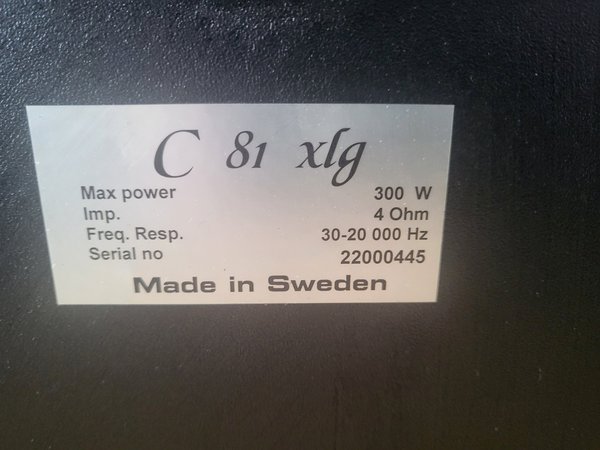 C 81 xlg
Max power 300 W
Imp. 4 Ohm
Freq. Resp. 30-20 000 Hz
Serial no 22000445
Made in Sweden